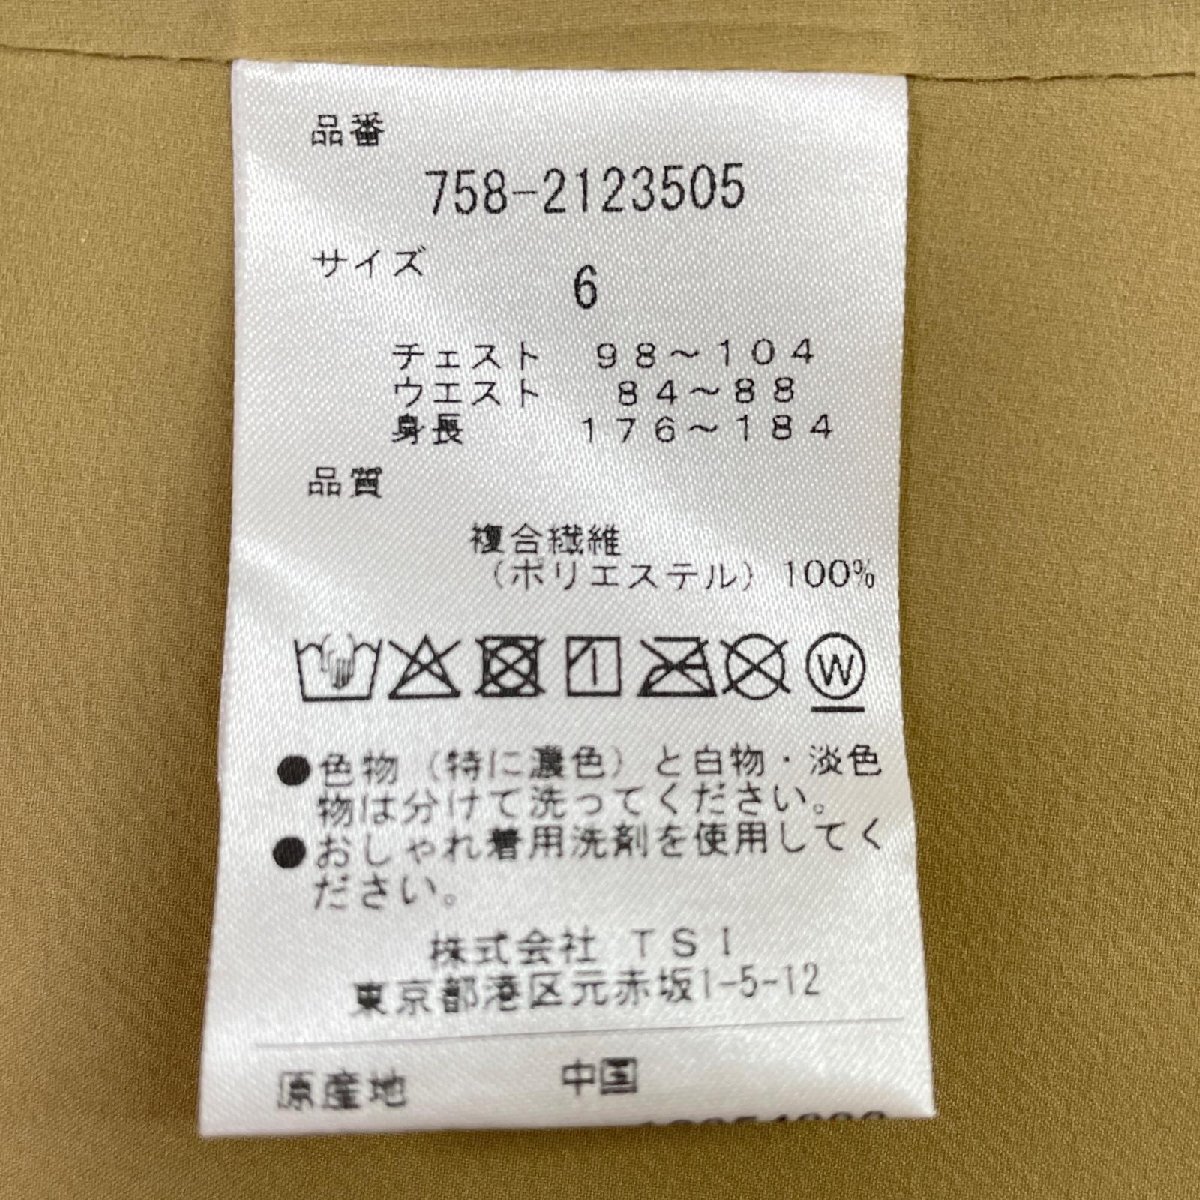 品番
758-2123505
サイズ
6
チェスト 98～104
ウエスト 84～88
身長 176～184
品質
複合繊維
（ポリエステル）100%
W
●色物（特に濃色）と白物・淡色
物は分けて洗ってください。
●おしゃれ着用洗剤を使用してく
ださい。
株式会社 TSI
東京都港区元赤坂1-5-12
原産地 中国